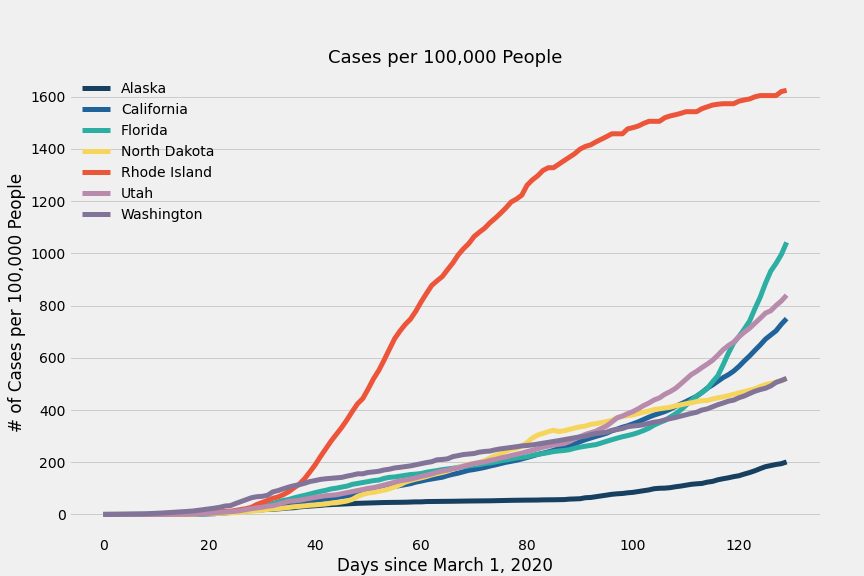 Cases per 100,000 People
Alaska
California
Florida
North Dakota
Rhode Island
Utah
Washington
# of Cases per 100,000 People
1600
1400
1200
1000
800
600
400
200
0
0 20 40 60 80 100 120
Days since March 1, 2020